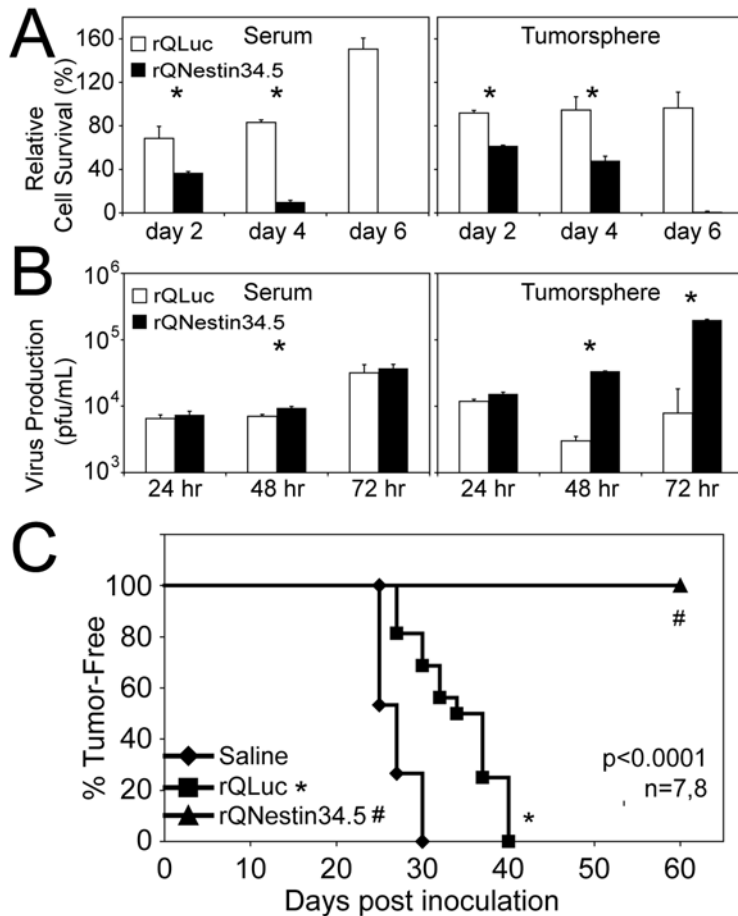 A
Relative
Cell Survival (%)
160
120
80
40
0
rQLuc
rQNestin34.5
Serum
* *
day 2 day 4 day 6
Tumorsphere
* *
day 2 day 4 day 6
B
Virus Production
(pfu/mL)
10^6
10^5
10^4
10^3
rQLuc
rQNestin34.5
Serum
*
24 hr 48 hr 72 hr
Tumorsphere
* *
24 hr 48 hr 72 hr
C
% Tumor-Free
100
80
60
40
20
0
Saline
rQLuc *
rQNestin34.5 #
#
p<0.0001
n=7,8
*
0 10 20 30 40 50 60
Days post inoculation